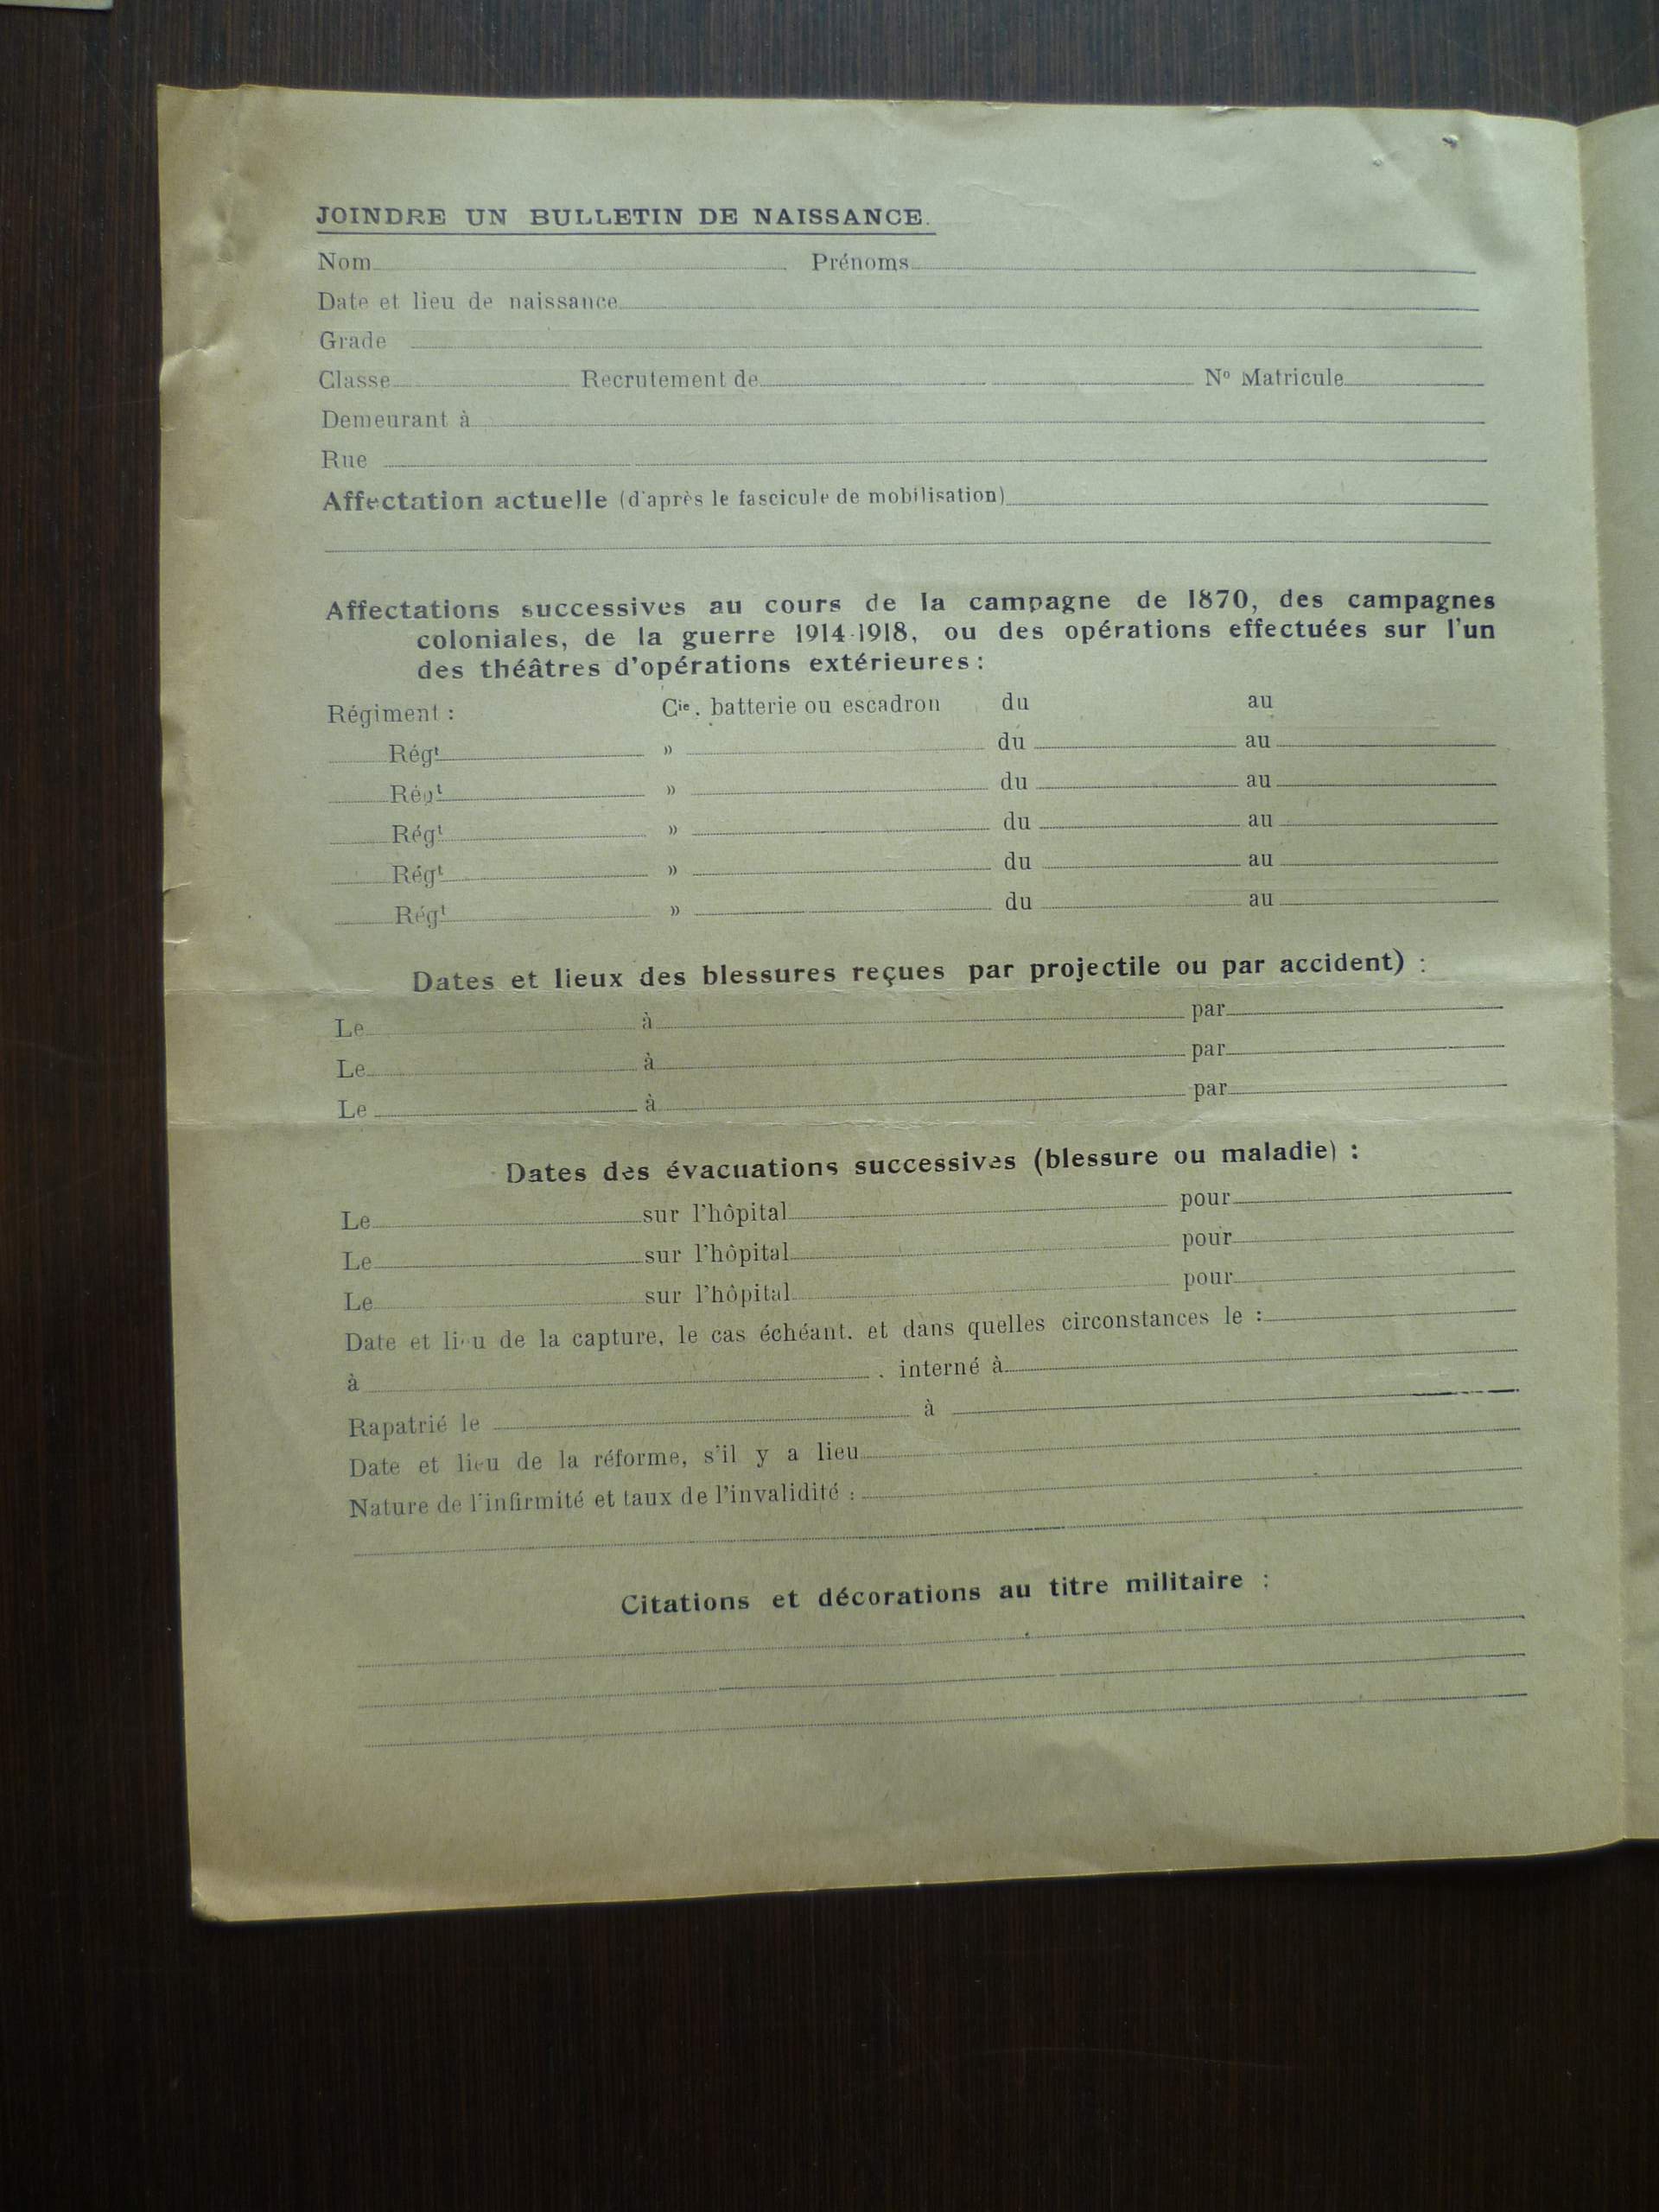 JOINDRE UN BULLETIN DE NAISSANCE.
Nom Prénoms
Date et lieu de naissance
Grade
Classe Recrutement de Nº Matricule
Demeurant à
Rue
Affectation actuelle (d'après le fascicule de mobilisation)
Affectations successives au cours de la campagne de 1870, des campagnes
coloniales, de la guerre 1914-1918, ou des opérations effectuées sur l'un
des théâtres d'opérations extérieures :
Régiment : Cie, batterie ou escadron du au
Régt » du au
Régt » du au
Régt » du au
Régt » du au
Régt » du au
Dates et lieux des blessures reçues par projectile ou par accident) :
Le à par
Le à par
Le à par
Dates des évacuations successives (blessure ou maladie) :
Le sur l'hôpital pour
Le sur l'hôpital pour
Le sur l'hôpital pour
Date et lieu de la capture, le cas échéant. et dans quelles circonstances le :
à . interné à
Rapatrié le à
Date et lieu de la réforme, s'il y a lieu
Nature de l'infirmité et taux de l'invalidité :
Citations et décorations au titre militaire :